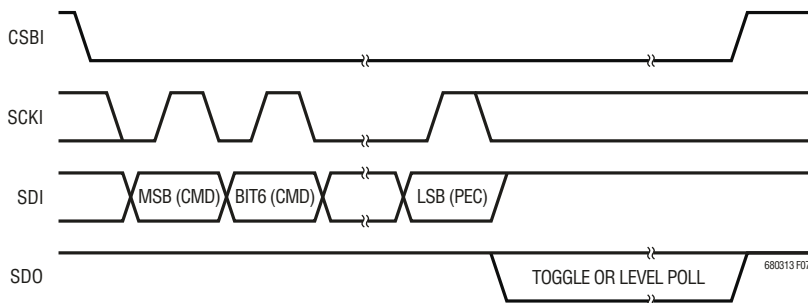 CSBI
SCKI
SDI
MSB (CMD)
BIT6 (CMD)
LSB (PEC)
SDO
TOGGLE OR LEVEL POLL
680313 F07